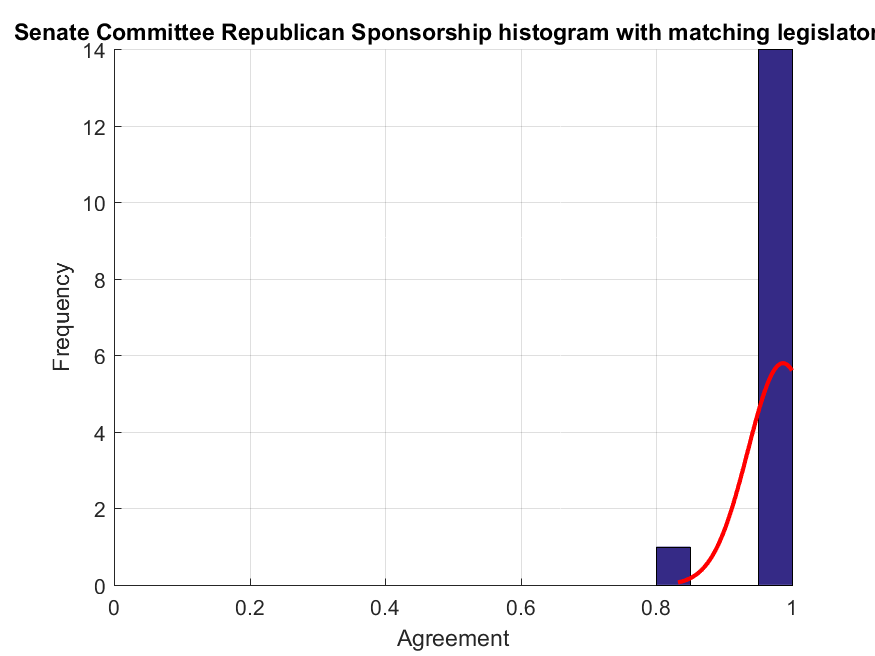 Senate Committee Republican Sponsorship histogram with matching legislator
14
12
10
8
6
4
2
0
Frequency
0 0.2 0.4 0.6 0.8 1
Agreement